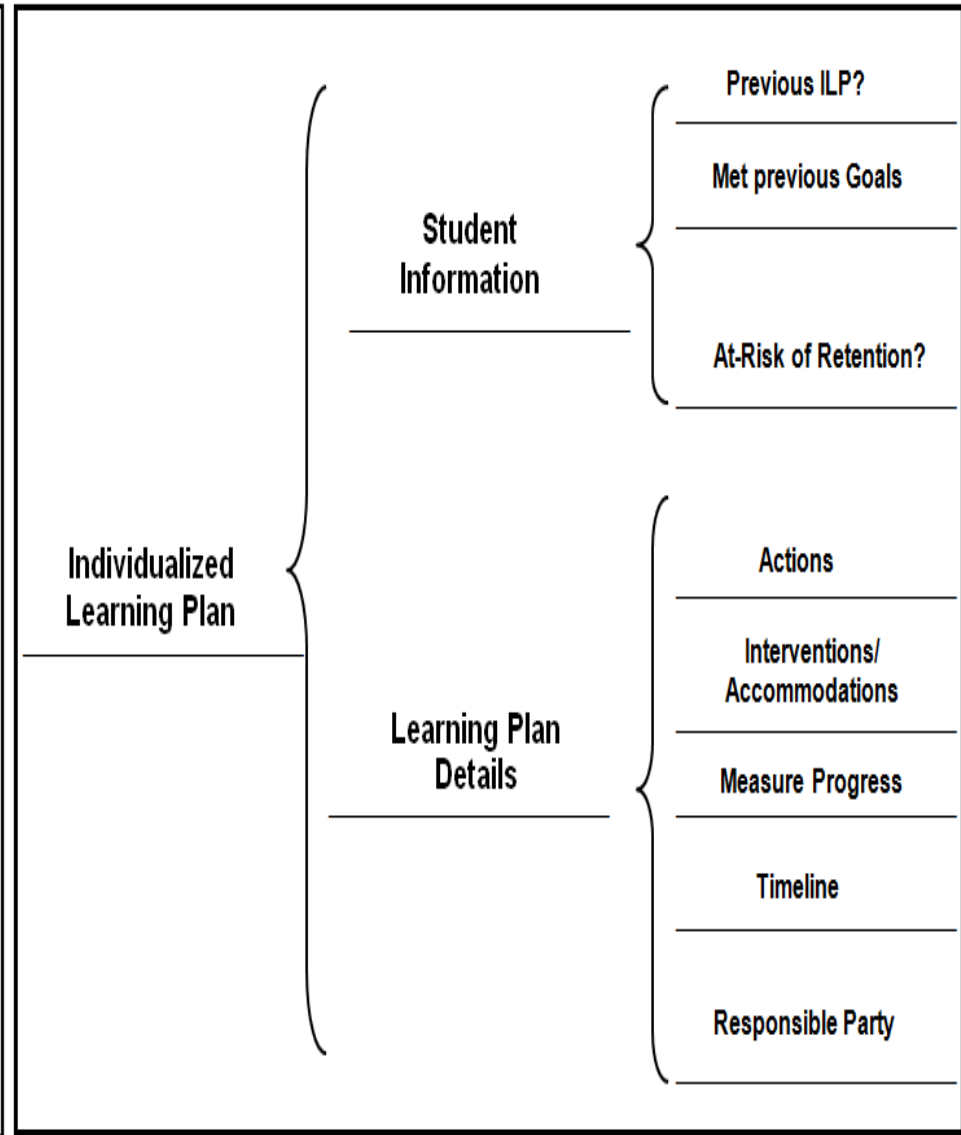 Individualized
Learning Plan
Student
Information
Previous ILP?
Met previous Goals
At-Risk of Retention?
Learning Plan
Details
Actions
Interventions/
Accommodations
Measure Progress
Timeline
Responsible Party